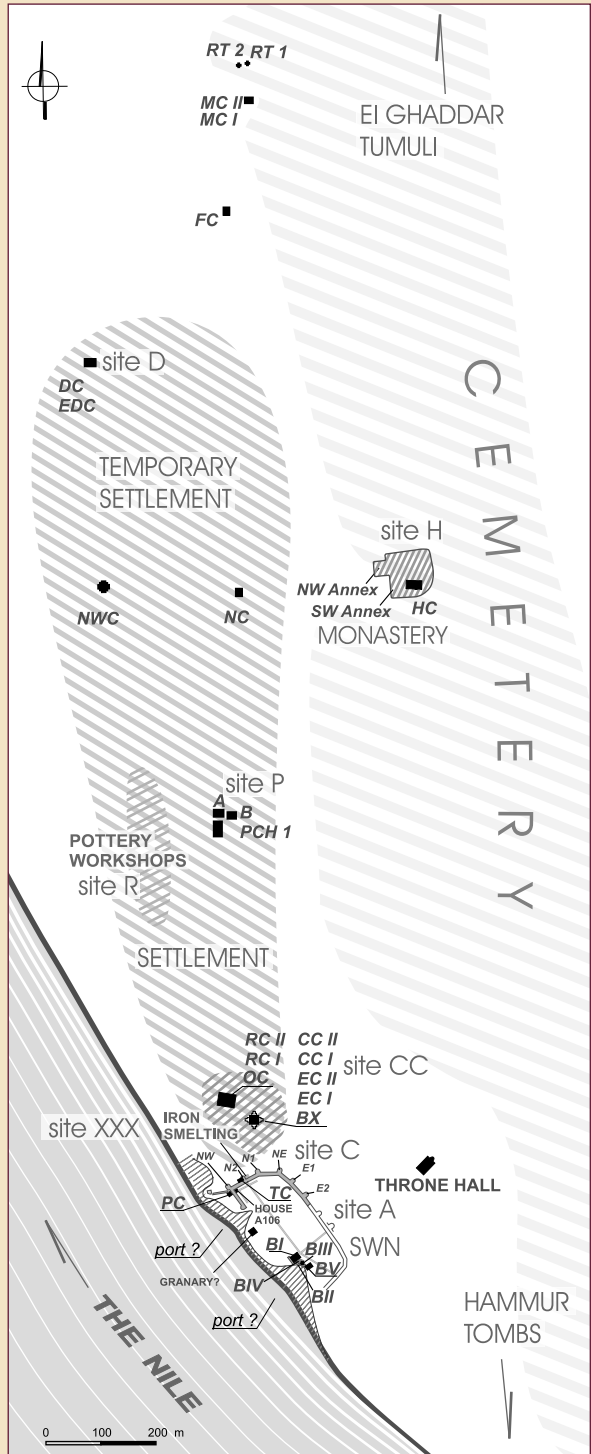 RT 2 RT 1
MC II
MC I
EI GHADDAR
TUMULI
FC
site D
DC
EDC
TEMPORARY
SETTLEMENT
CEMETERY
site H
NW Annex
SW Annex
HC
MONASTERY
NWC
NC
site P
A
B
PCH 1
POTTERY
WORKSHOPS
site R
SETTLEMENT
RC II CC II
RC I CC I
site CC
OC
EC II
EC I
BX
site XXX
IRON
SMELTING
site C
NW
N2
N1
NE
E1
E2
THRONE HALL
PC
TC
HOUSE
A106
site A
port ?
GRANARY?
BI
BIII
SWN
BV
BIV
BII
port ?
THE NILE
HAMMUR
TOMBS
0 100 200 m